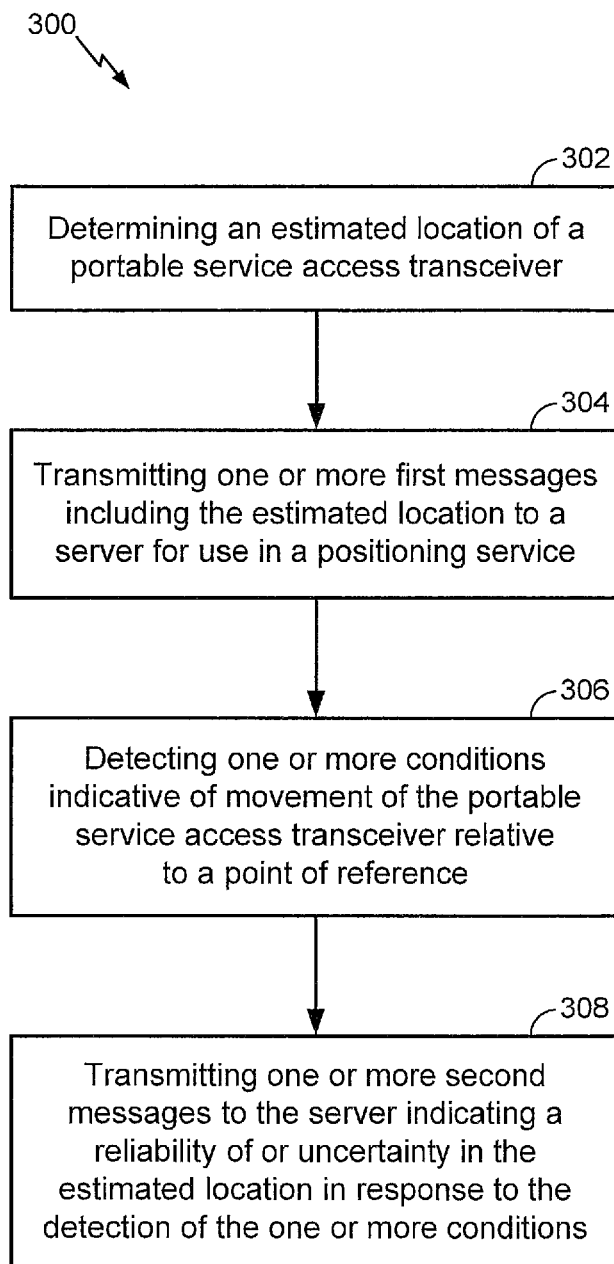 300
302
Determining an estimated location of a
portable service access transceiver
304
Transmitting one or more first messages
including the estimated location to a
server for use in a positioning service
306
Detecting one or more conditions
indicative of movement of the portable
service access transceiver relative
to a point of reference
308
Transmitting one or more second
messages to the server indicating a
reliability of or uncertainty in the
estimated location in response to the
detection of the one or more conditions